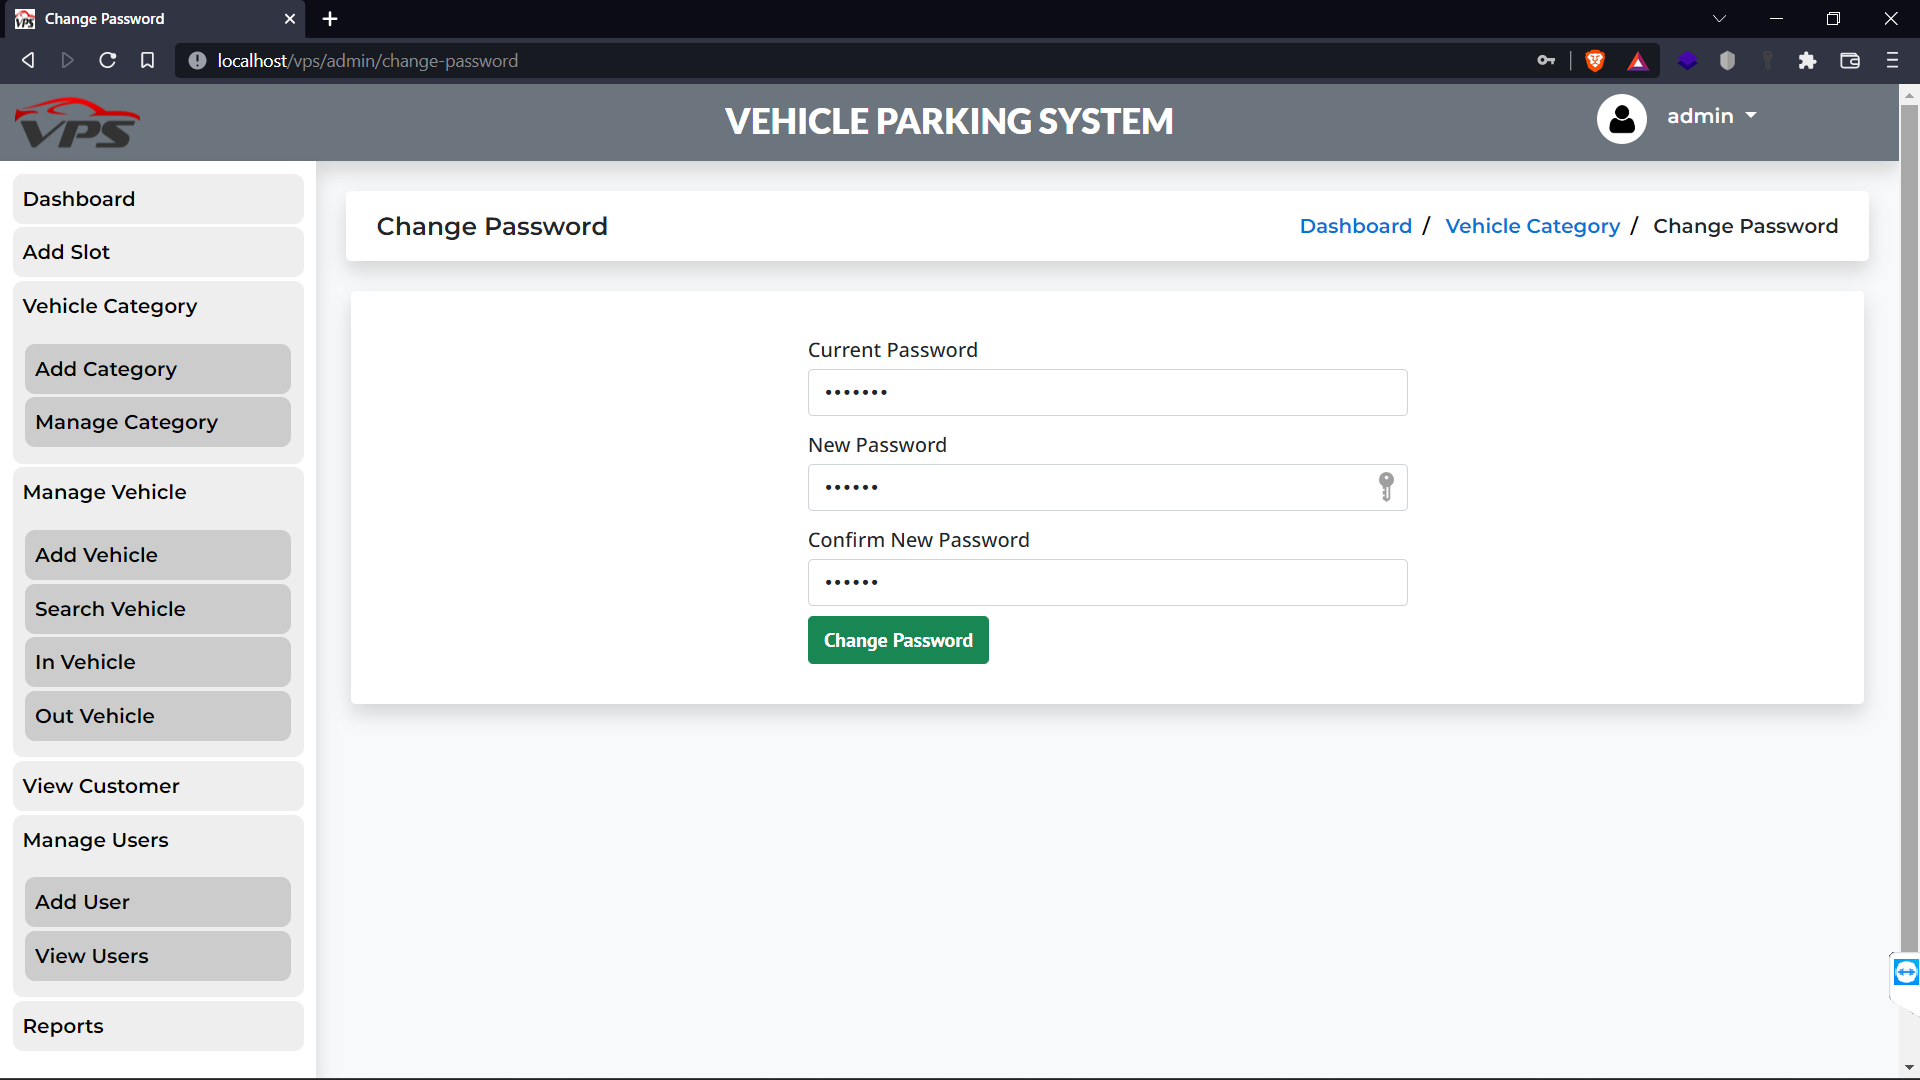 VPS Change Password
localhost/vps/admin/change-password
VPS
VEHICLE PARKING SYSTEM
admin
Dashboard
Add Slot
Vehicle Category
Add Category
Manage Category
Manage Vehicle
Add Vehicle
Search Vehicle
In Vehicle
Out Vehicle
View Customer
Manage Users
Add User
View Users
Reports
Change Password
Dashboard / Vehicle Category / Change Password
Current Password
•••••••
New Password
••••••
Confirm New Password
••••••
Change Password